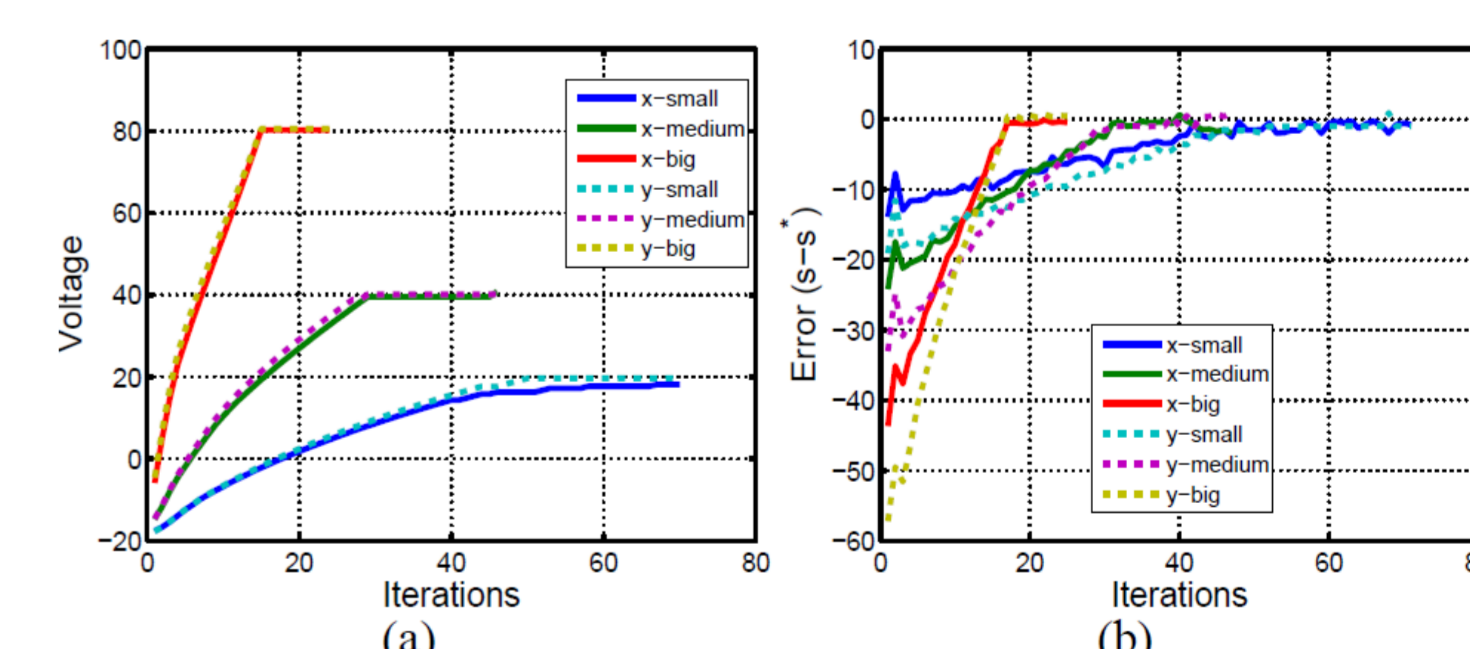 100
80
60
40
20
0
−20
0 20 40 60 80
Voltage
Iterations
x−small
x−medium
x−big
y−small
y−medium
y−big
(a)
10
0
−10
−20
−30
−40
−50
−60
0 20 40 60
Error (s−s*)
Iterations
x−small
x−medium
x−big
y−small
y−medium
y−big
(b)